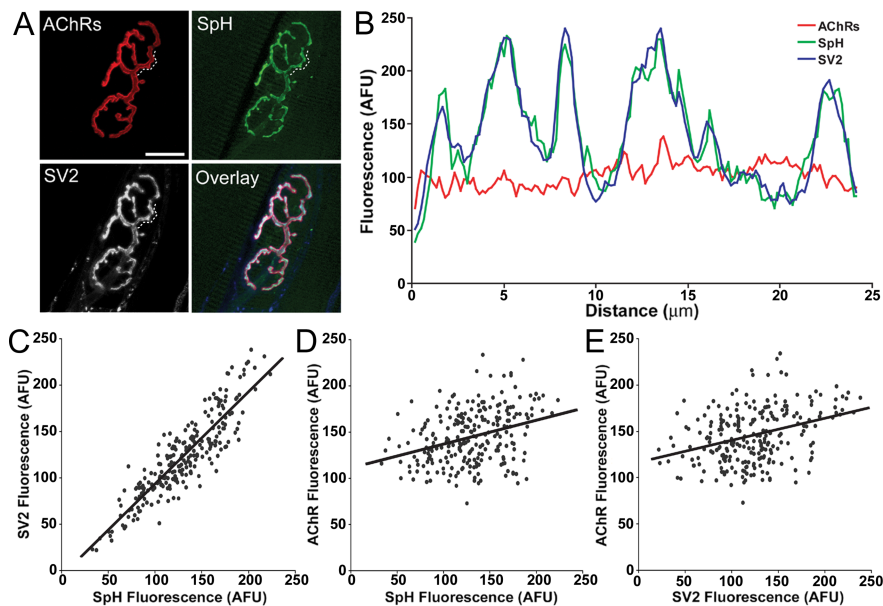 A
AChRs
SpH
SV2
Overlay
B
Fluorescence (AFU)
250
200
150
100
50
0
0
5
10
15
20
25
Distance (μm)
AChRs
SpH
SV2
C
SV2 Fluorescence (AFU)
250
200
150
100
50
0
0
50
100
150
200
250
SpH Fluorescence (AFU)
D
AChR Fluorescence (AFU)
250
200
150
100
50
0
0
50
100
150
200
250
SpH Fluorescence (AFU)
E
AChR Fluorescence (AFU)
250
200
150
100
50
0
0
50
100
150
200
250
SV2 Fluorescence (AFU)